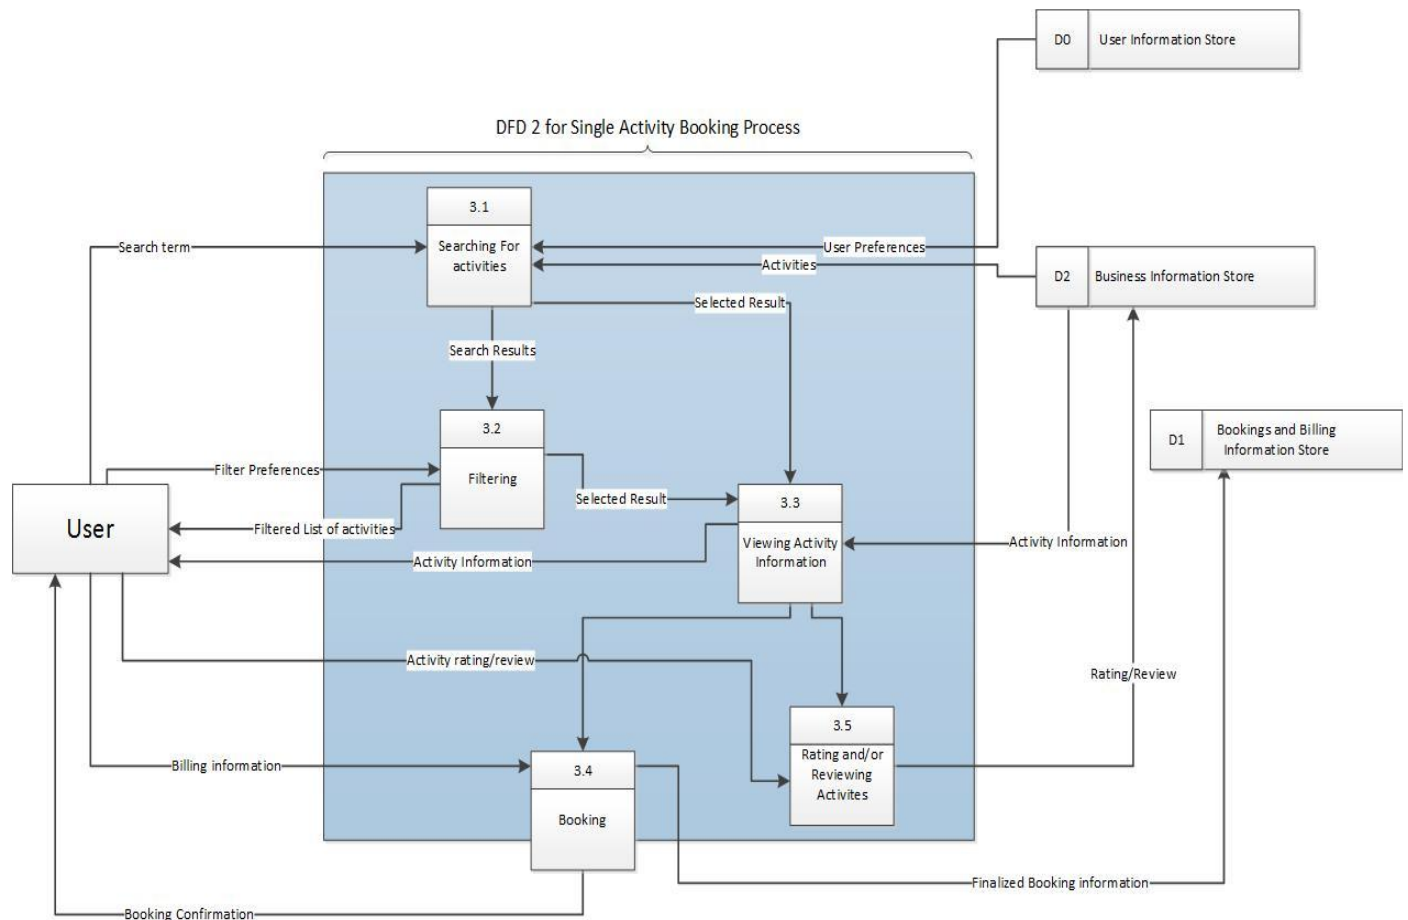 D0
User Information Store
DFD 2 for Single Activity Booking Process
3.1
Searching For
activities
Search term
User Preferences
Activities
D2
Business Information Store
Selected Result
Search Results
3.2
Filtering
Filter Preferences
Selected Result
D1
Bookings and Billing
Information Store
User
Filtered List of activities
3.3
Viewing Activity
Information
Activity Information
Activity Information
Activity rating/review
Rating/Review
3.5
Rating and/or
Reviewing
Activites
Billing information
3.4
Booking
Finalized Booking information
Booking Confirmation